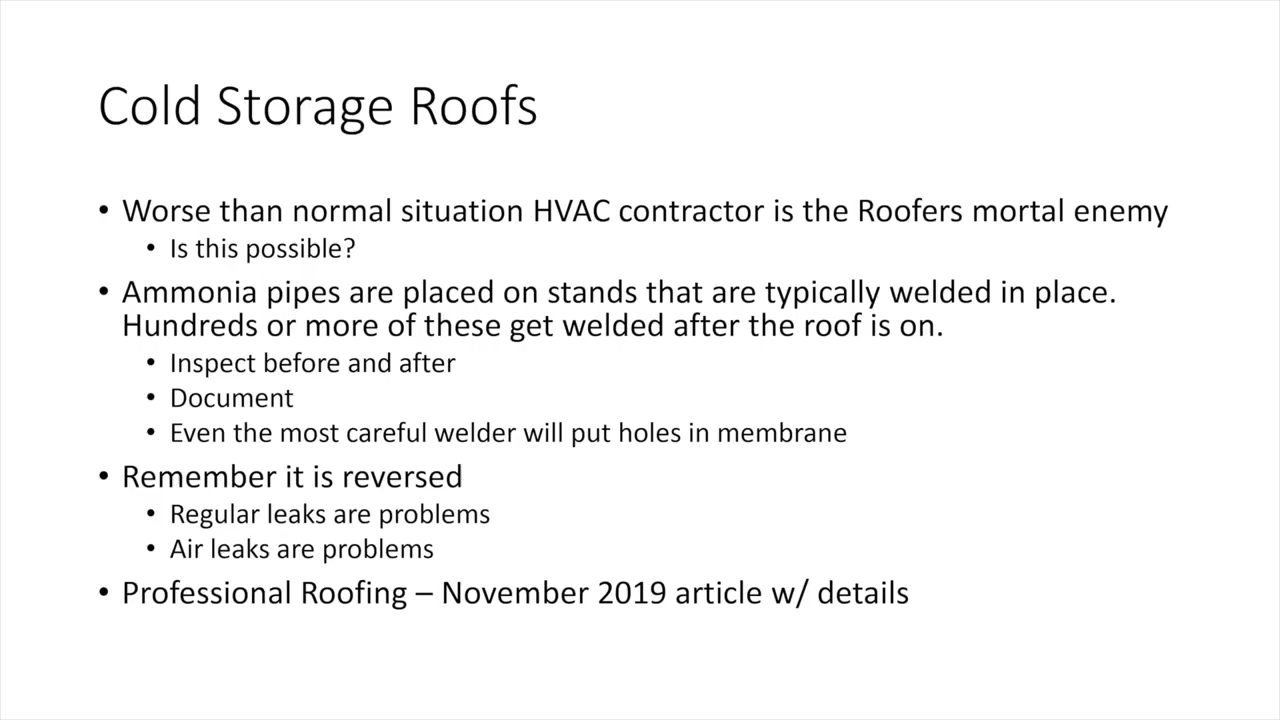 Cold Storage Roofs
• Worse than normal situation HVAC contractor is the Roofers mortal enemy
• Is this possible?
• Ammonia pipes are placed on stands that are typically welded in place.
Hundreds or more of these get welded after the roof is on.
• Inspect before and after
• Document
• Even the most careful welder will put holes in membrane
• Remember it is reversed
• Regular leaks are problems
• Air leaks are problems
• Professional Roofing – November 2019 article w/ details